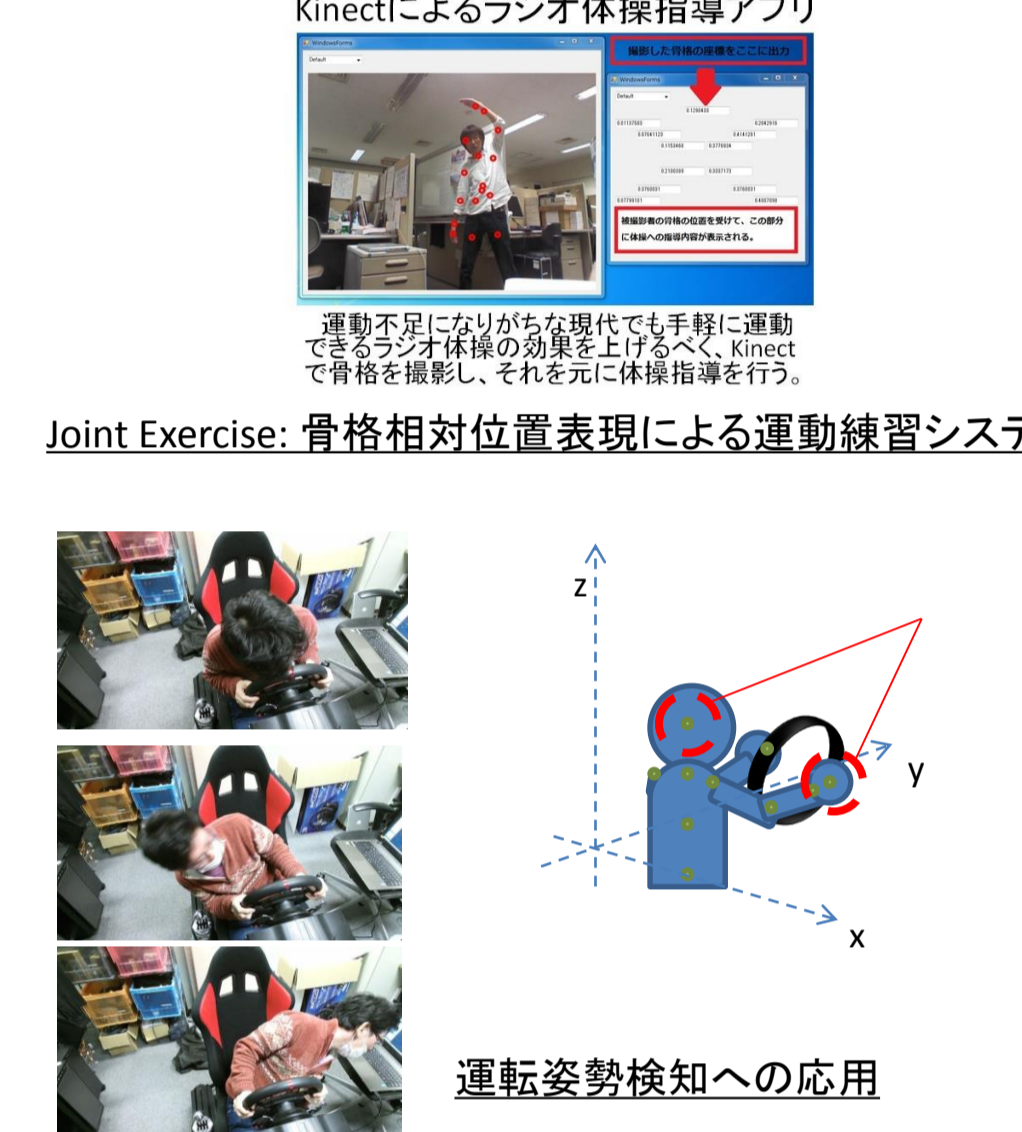 Kinectによるラジオ体操指導アプリ
WindowsForms
Default
撮影した骨格の座標をここに出力
WindowsForms
Default
被撮影者の骨格の位置を受けて、この部分
に体操への指導内容が表示される。
運動不足になりがちな現代でも手軽に運動
できるラジオ体操の効果を上げるべく、Kinect
で骨格を撮影し、それを元に体操指導を行う。
Joint Exercise: 骨格相対位置表現による運動練習システ
z
y
x
運転姿勢検知への応用